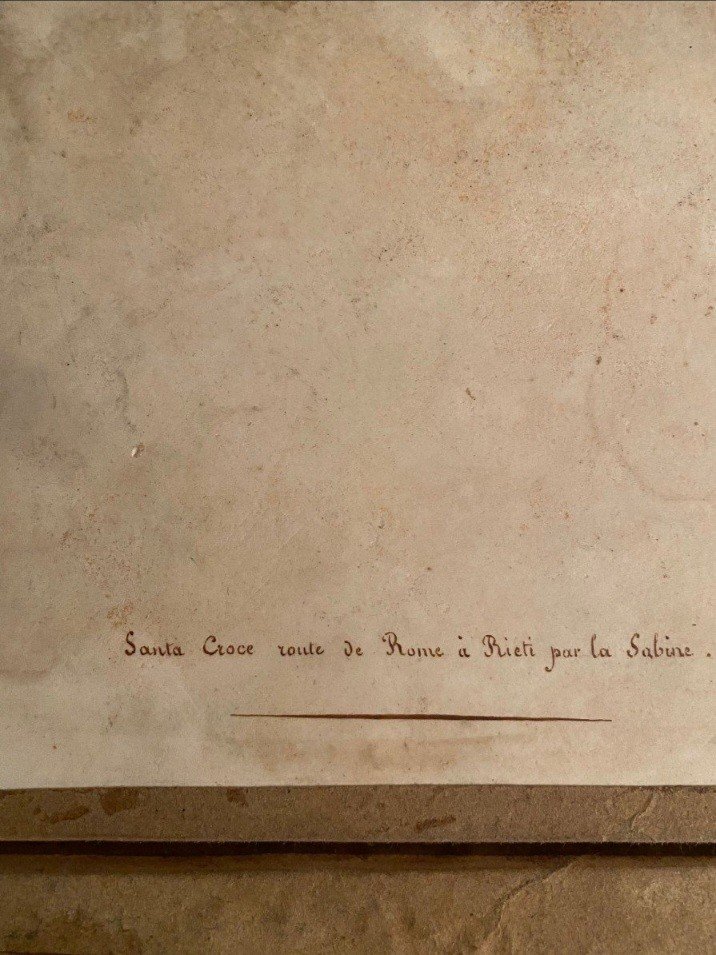 Santa Croce route de Rome à Rieti par la Sabine.